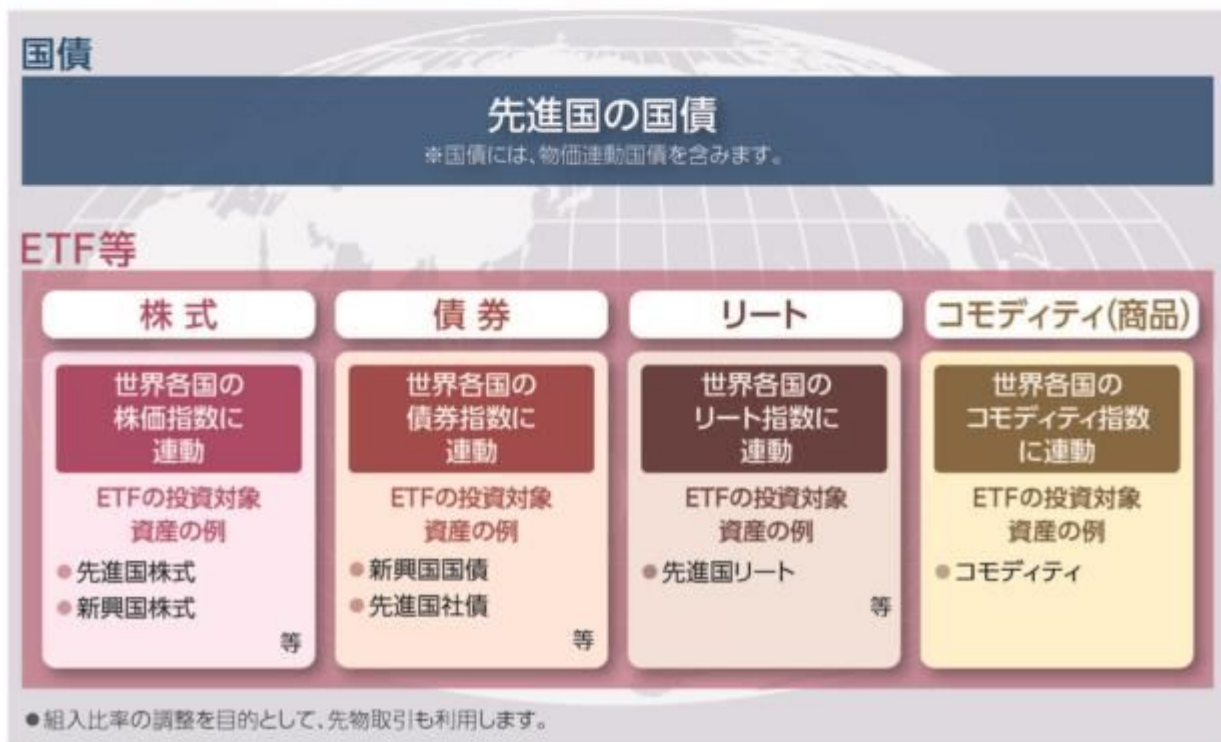 国債
先進国の国債
※国債には、物価連動国債を含みます。
ETF等
株式
債券
リート
コモディティ(商品)
世界各国の
株価指数に
連動
ETFの投資対象
資産の例
●先進国株式
●新興国株式
等
世界各国の
債券指数に
連動
ETFの投資対象
資産の例
●新興国国債
●先進国社債
等
世界各国の
リート指数に
連動
ETFの投資対象
資産の例
●先進国リート
等
世界各国の
コモディティ指数
に連動
ETFの投資対象
資産の例
●コモディティ
●組入比率の調整を目的として、先物取引も利用します。